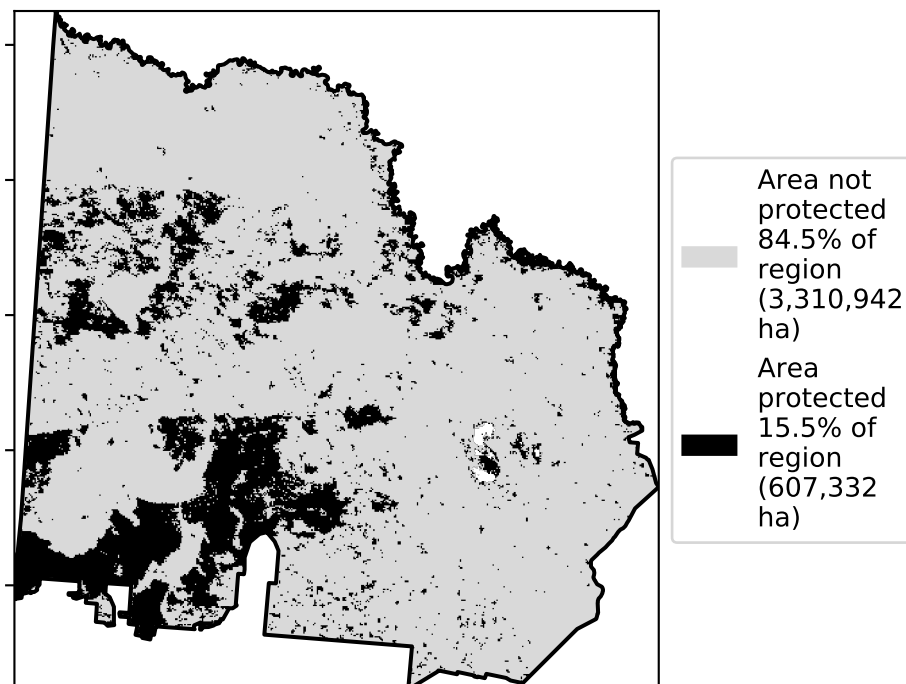 Area not
protected
84.5% of
region
(3,310,942
ha)
Area
protected
15.5% of
region
(607,332
ha)